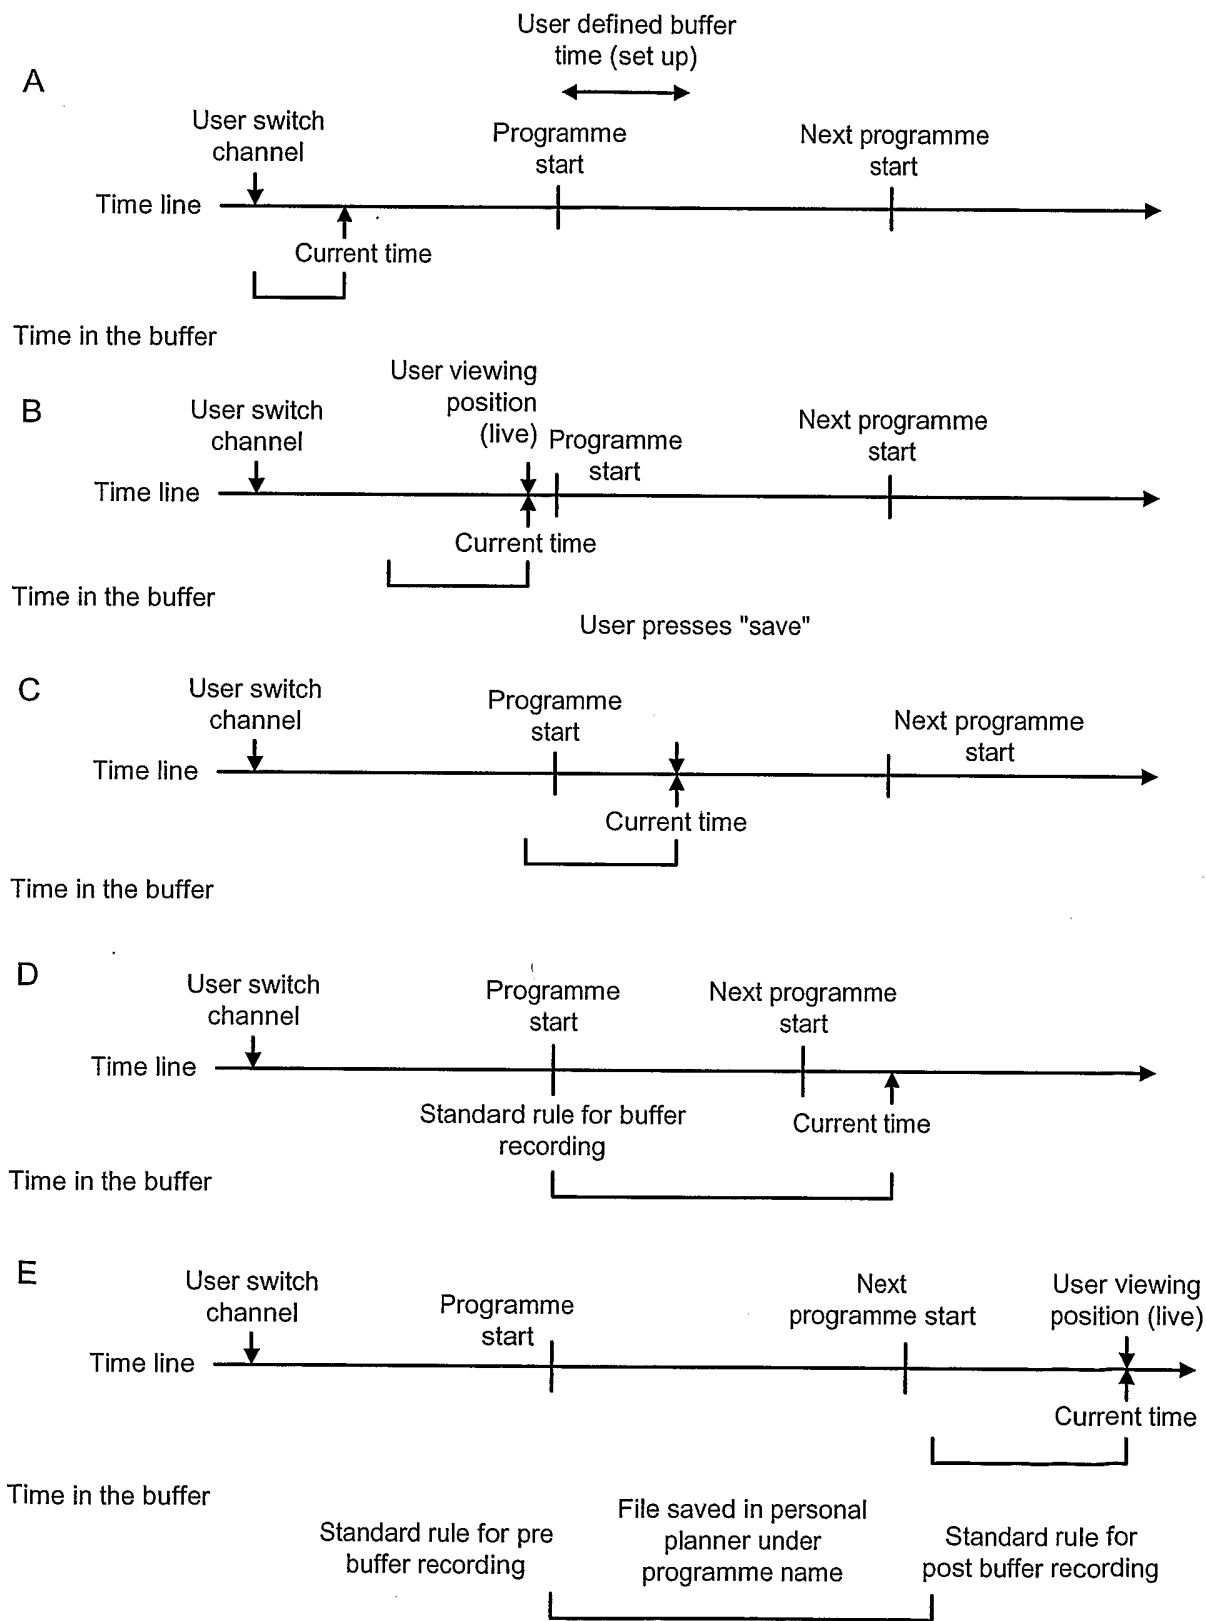 User defined buffer
time (set up)
A
User switch
channel
Programme
start
Next programme
start
Time line
Current time
Time in the buffer
B
User switch
channel
User viewing
position
(live)
Programme
start
Next programme
start
Time line
Current time
Time in the buffer
User presses "save"
C
User switch
channel
Programme
start
Next programme
start
Time line
Current time
Time in the buffer
D
User switch
channel
Programme
start
Next programme
start
Time line
Standard rule for buffer
recording
Current time
Time in the buffer
E
User switch
channel
Programme
start
Next
programme start
User viewing
position (live)
Time line
Current time
Time in the buffer
Standard rule for pre
buffer recording
File saved in personal
planner under
programme name
Standard rule for
post buffer recording